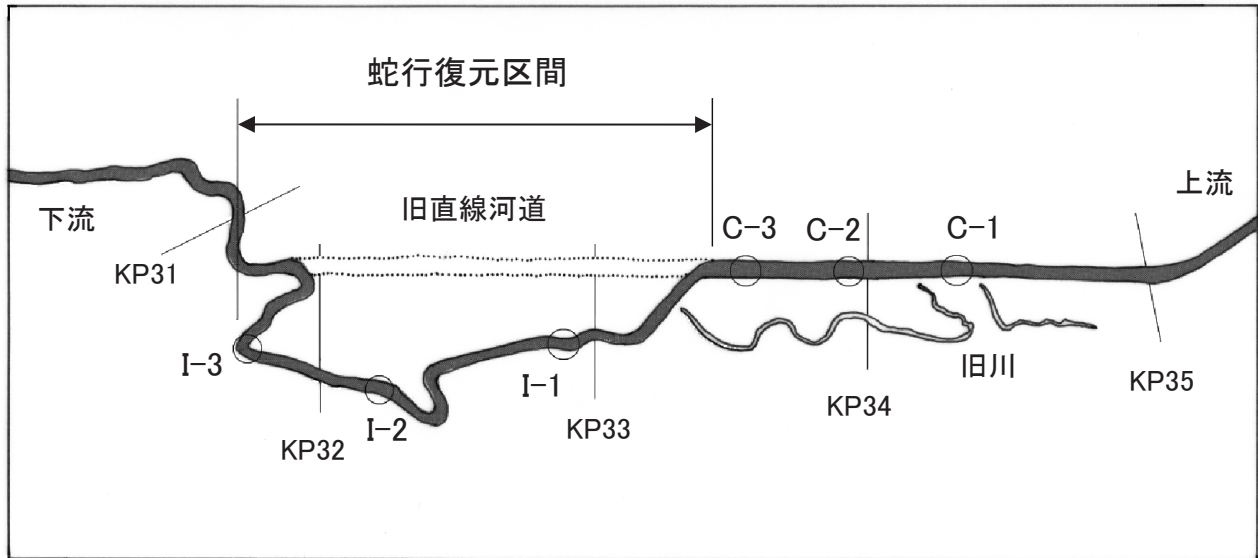 蛇行復元区間
上流
下流
旧直線河道
C-3
C-2
C-1
KP31
I-3
I-1
旧川
KP35
KP34
KP33
I-2
KP32